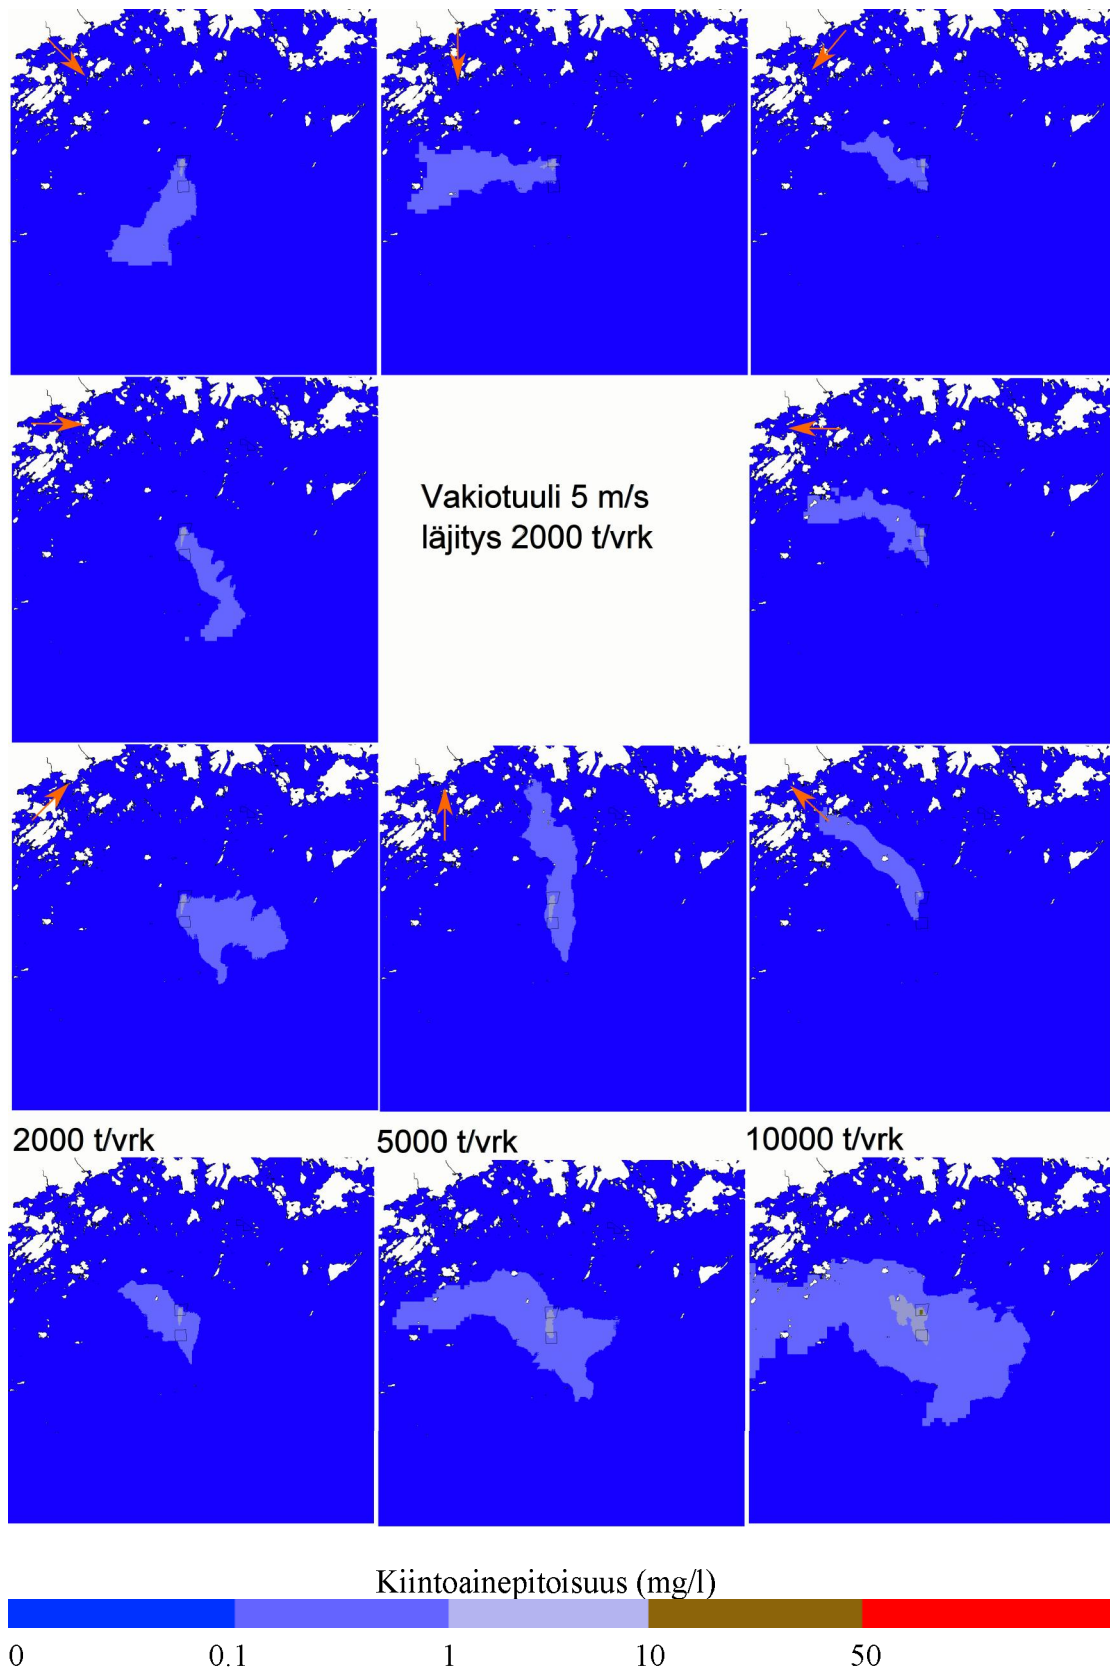 Vakiotuuli 5 m/s
läjitys 2000 t/vrk
2000 t/vrk
5000 t/vrk
10000 t/vrk
Kiintoainepitoisuus (mg/l)
0 0.1 1 10 50